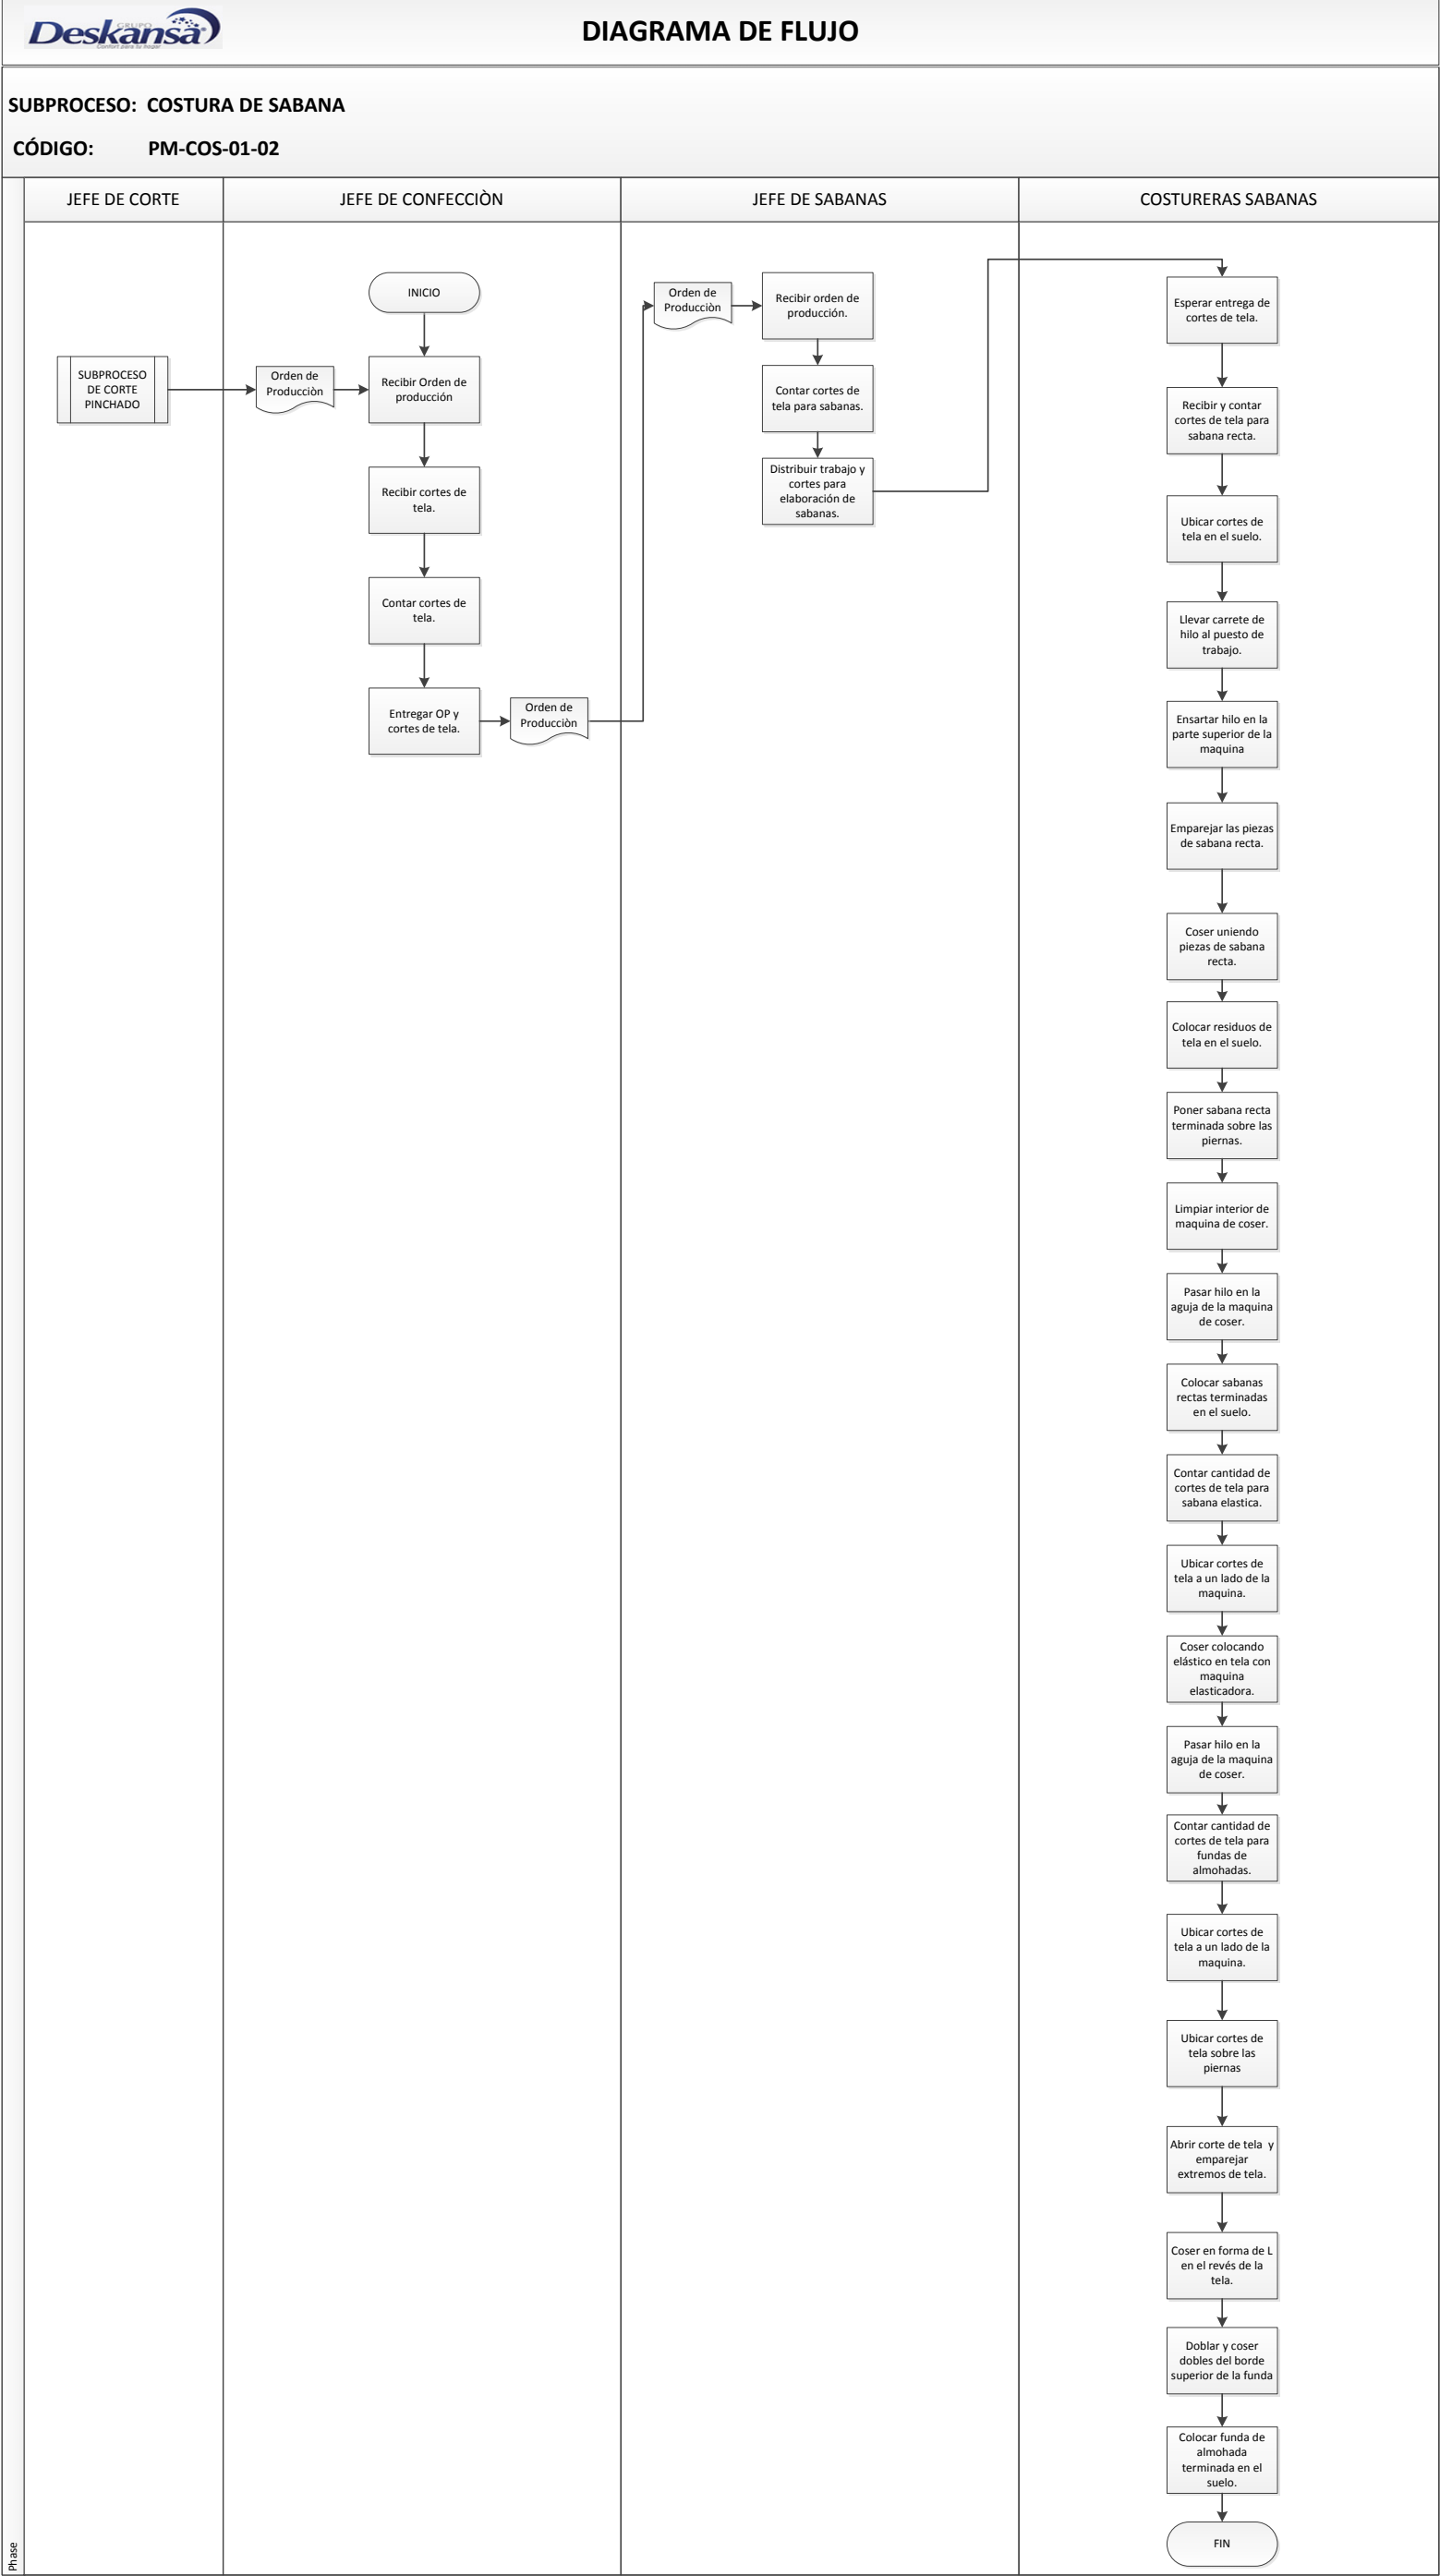 GRUPO
Deskansa
Confort para tu hogar
DIAGRAMA DE FLUJO
SUBPROCESO: COSTURA DE SABANA
CÓDIGO: PM-COS-01-02
JEFE DE CORTE
JEFE DE CONFECCIÒN
JEFE DE SABANAS
COSTURERAS SABANAS
SUBPROCESO
DE CORTE
PINCHADO
INICIO
Orden de
Producciòn
Recibir Orden de
producción
Recibir cortes de
tela.
Contar cortes de
tela.
Entregar OP y
cortes de tela.
Orden de
Producciòn
Orden de
Producciòn
Recibir orden de
producción.
Contar cortes de
tela para sabanas.
Distribuir trabajo y
cortes para
elaboración de
sabanas.
Esperar entrega de
cortes de tela.
Recibir y contar
cortes de tela para
sabana recta.
Ubicar cortes de
tela en el suelo.
Llevar carrete de
hilo al puesto de
trabajo.
Ensartar hilo en la
parte superior de la
maquina
Emparejar las piezas
de sabana recta.
Coser uniendo
piezas de sabana
recta.
Colocar residuos de
tela en el suelo.
Poner sabana recta
terminada sobre las
piernas.
Limpiar interior de
maquina de coser.
Pasar hilo en la
aguja de la maquina
de coser.
Colocar sabanas
rectas terminadas
en el suelo.
Contar cantidad de
cortes de tela para
sabana elastica.
Ubicar cortes de
tela a un lado de la
maquina.
Coser colocando
elástico en tela con
maquina
elasticadora.
Pasar hilo en la
aguja de la maquina
de coser.
Contar cantidad de
cortes de tela para
fundas de
almohadas.
Ubicar cortes de
tela a un lado de la
maquina.
Ubicar cortes de
tela sobre las
piernas
Abrir corte de tela y
emparejar
extremos de tela.
Coser en forma de L
en el revés de la
tela.
Doblar y coser
dobles del borde
superior de la funda
Colocar funda de
almohada
terminada en el
suelo.
FIN
Phase